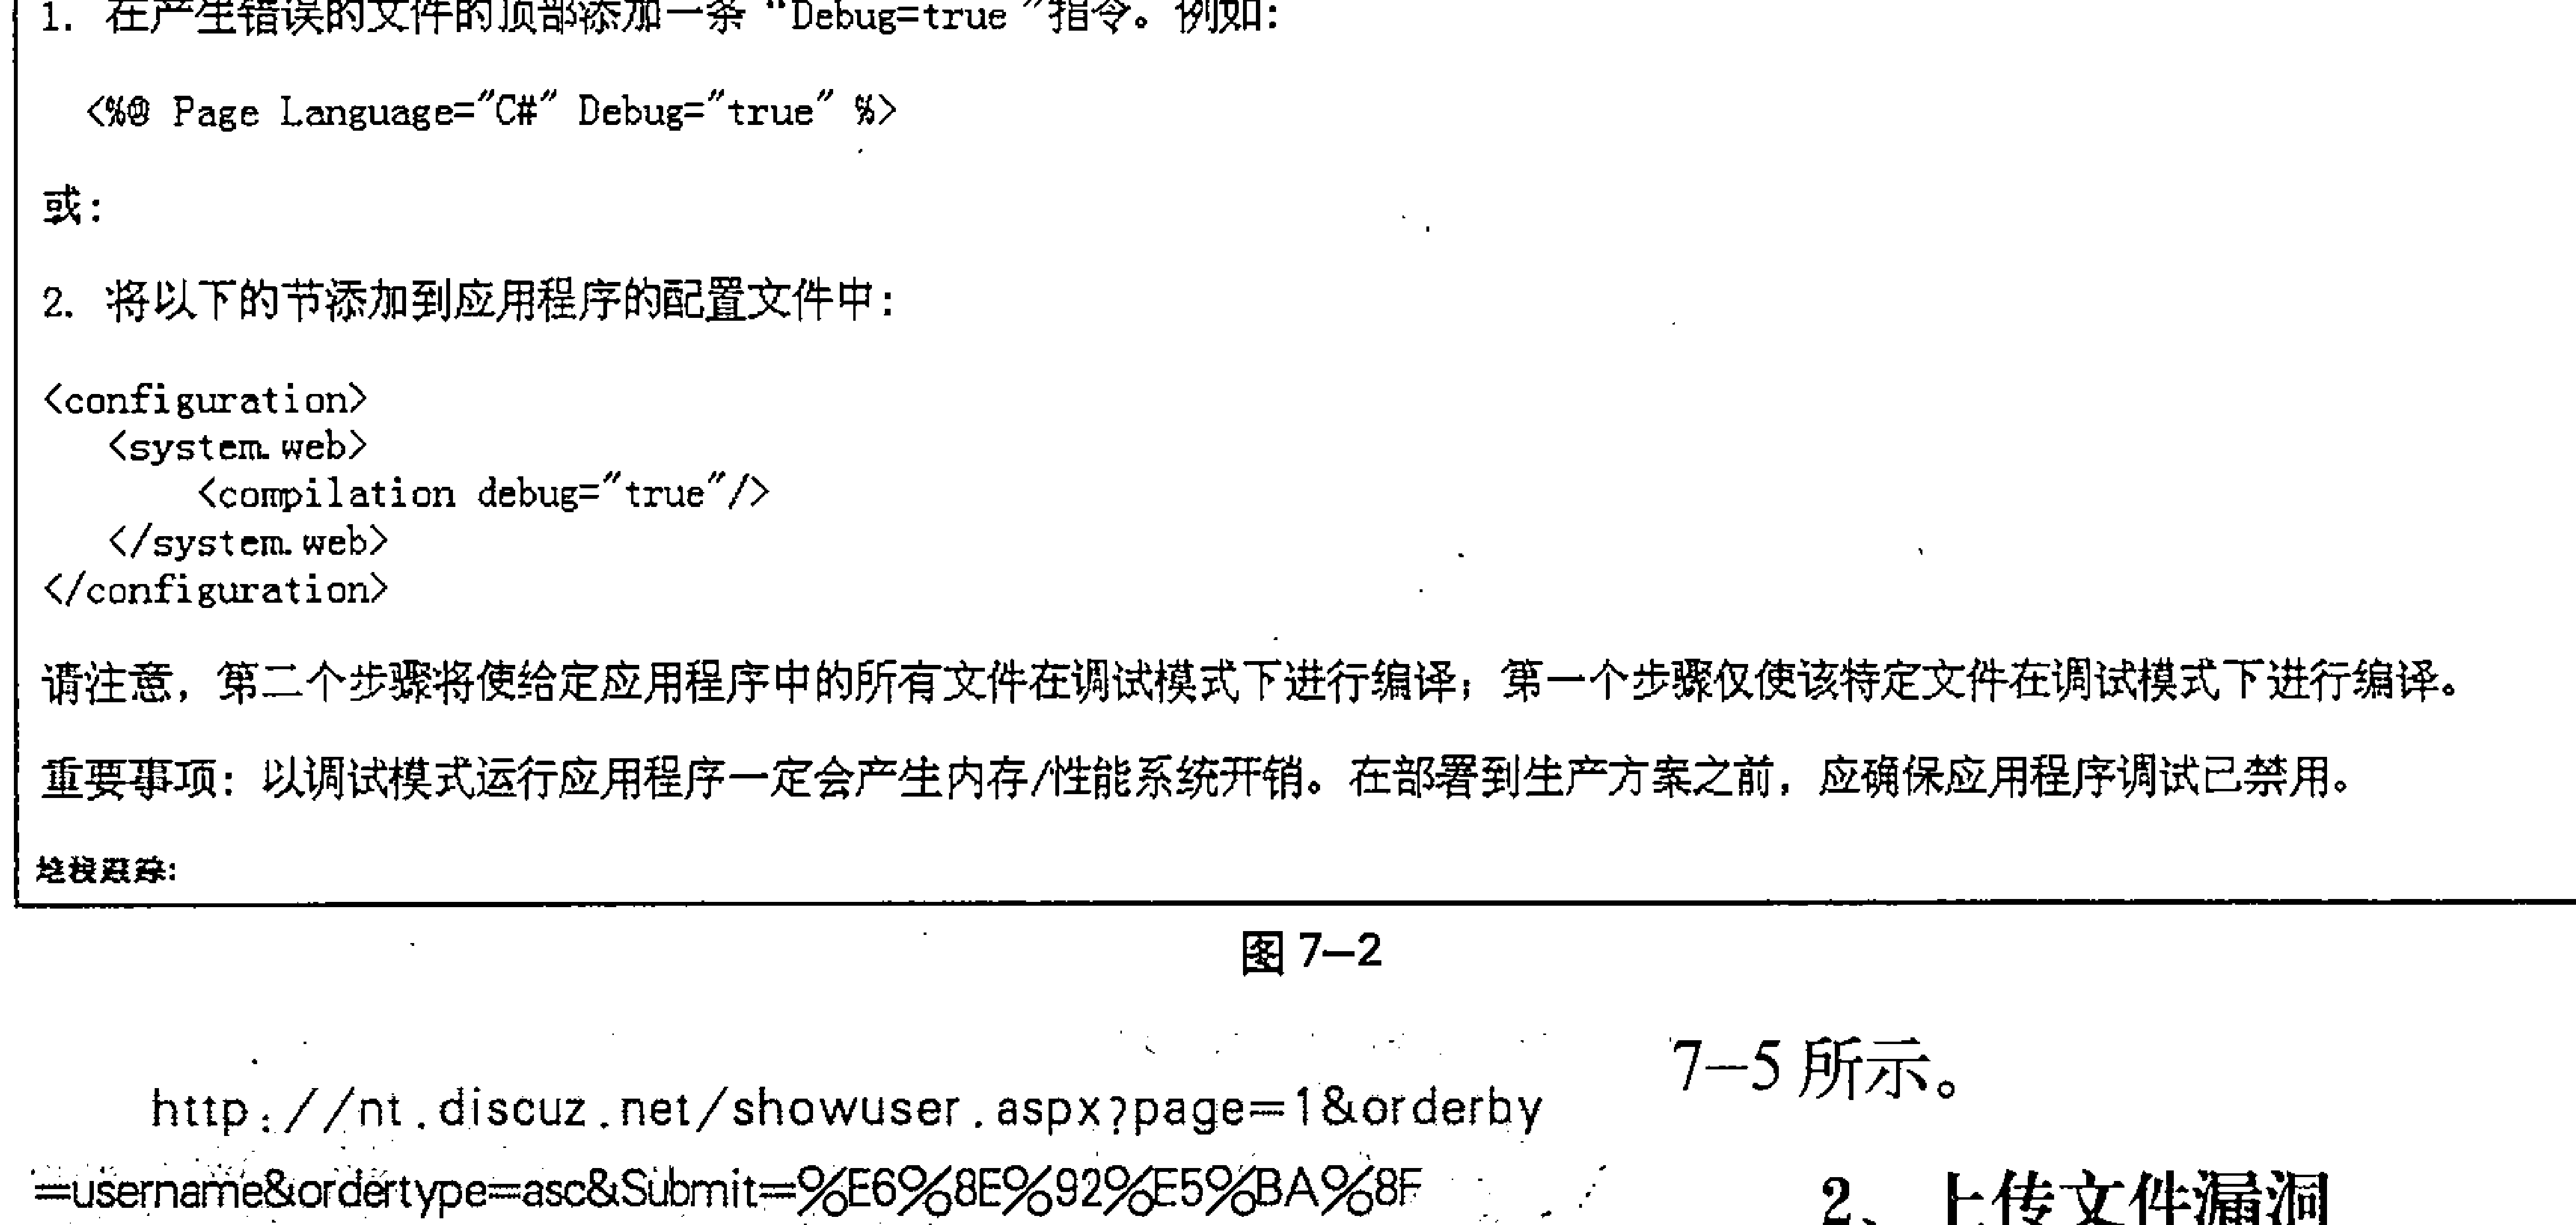 1. 在产生错误的文件的顶部添加一条“Debug=true ”指令。例如:
<%@ Page Language="C#" Debug="true" %>
或:
2. 将以下的节添加到应用程序的配置文件中:
<configuration>
<system.web>
<compilation debug="true"/>
</system.web>
</configuration>
请注意，第二个步骤将使给定应用程序中的所有文件在调试模式下进行编译；第一个步骤仅使该特定文件在调试模式下进行编译。
重要事项: 以调试模式运行应用程序一定会产生内存/性能系统开销。在部署到生产方案之前，应确保应用程序调试已禁用。
堆栈跟踪:
图 7—2
http://nt.discuz.net/showuser.aspx?page=1&orderby
=username&ordertype=asc&Submit=%E6%8E%92%E5%BA%8F
7—5 所示。
2、上传文件漏洞